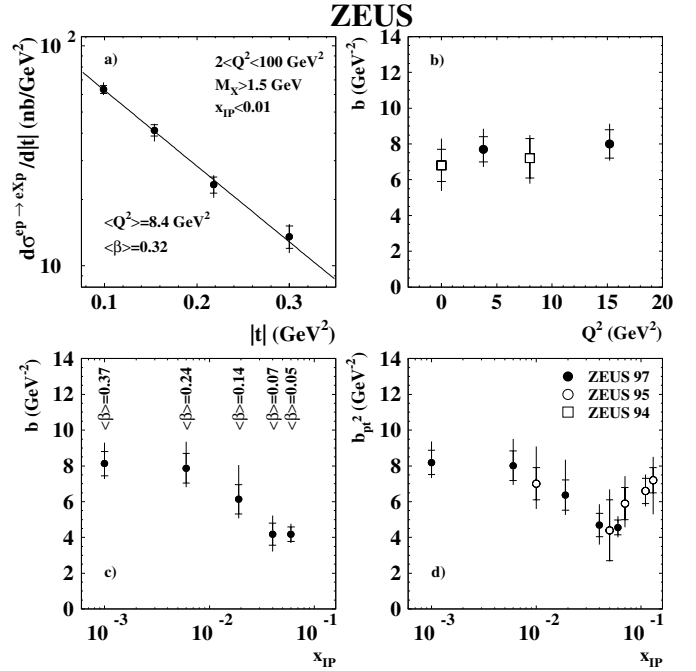 ZEUS
a)
2<Q²<100 GeV²
M_X>1.5 GeV
x_IP<0.01
<Q²>=8.4 GeV²
<β>=0.32
dσ^ep → eXp/d|t| (nb/GeV²)
10²
10
0.1 0.2 0.3
|t| (GeV²)
b)
b (GeV⁻²)
14
12
10
8
6
4
2
0
0 5 10 15 20
Q² (GeV²)
c)
b (GeV⁻²)
14
12
10
8
6
4
2
0
<β>=0.37
<β>=0.24
<β>=0.14
<β>=0.07
<β>=0.05
10⁻³ 10⁻² 10⁻¹
x_IP
d)
b_pt² (GeV⁻²)
14
12
10
8
6
4
2
0
ZEUS 97
ZEUS 95
ZEUS 94
10⁻³ 10⁻² 10⁻¹
x_IP